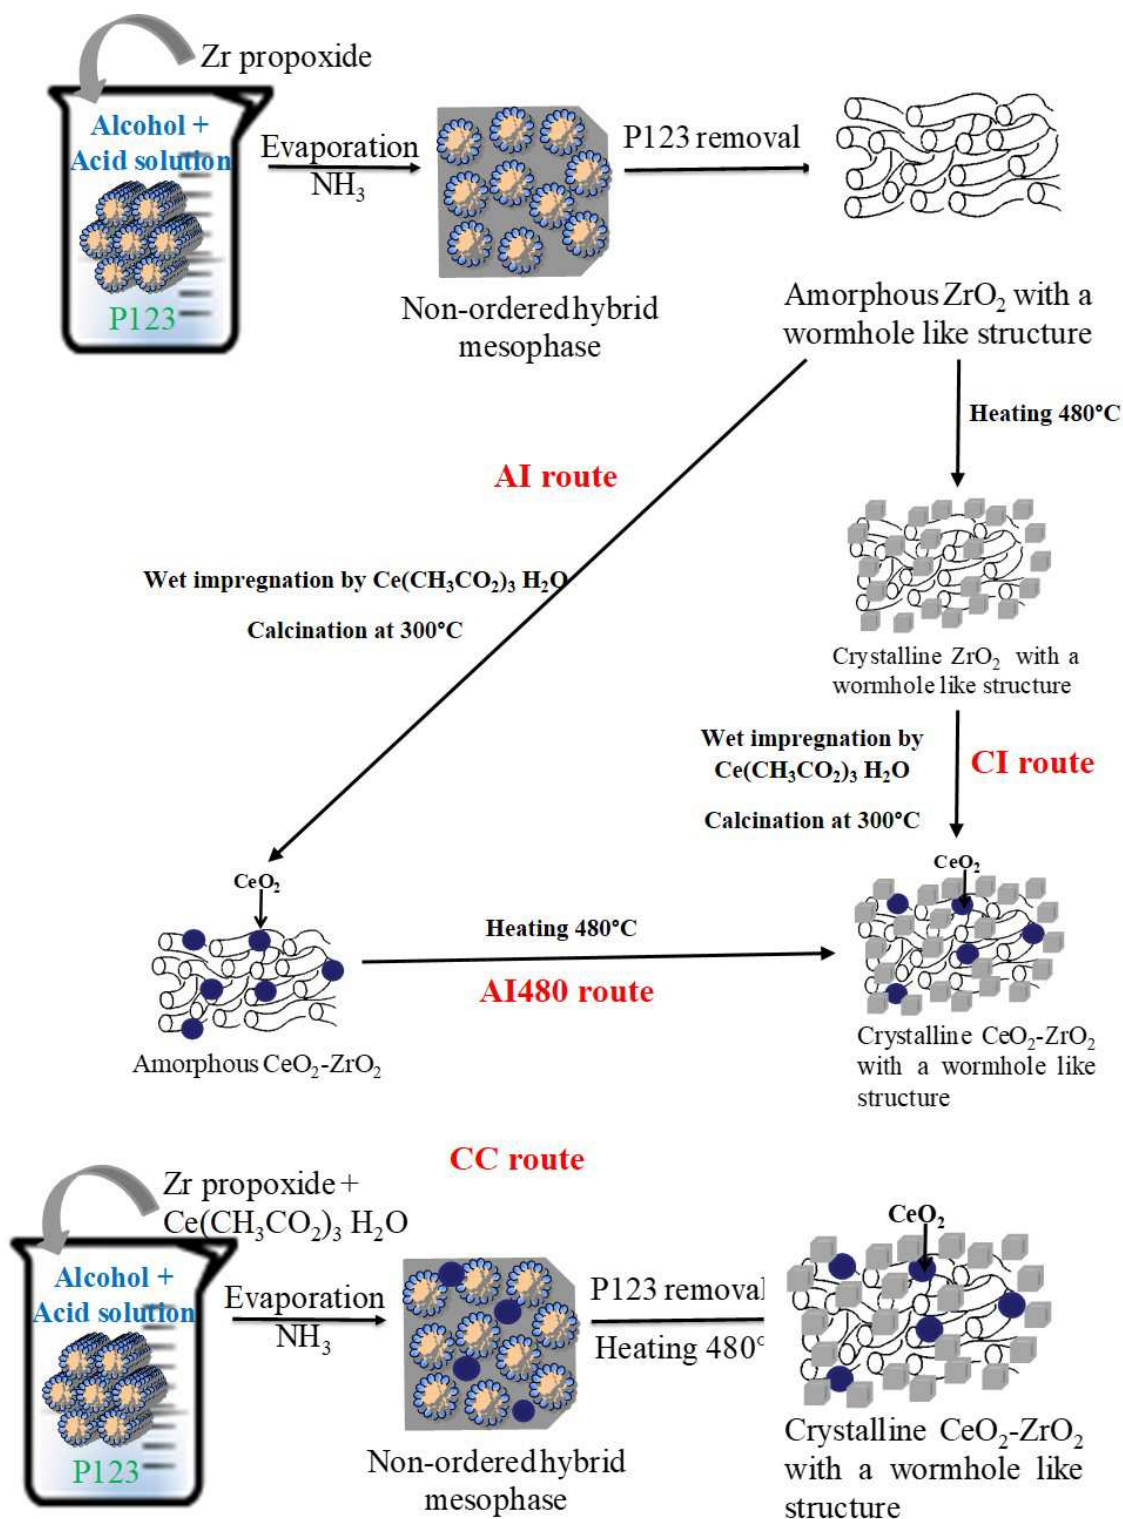 Zr propoxide
Alcohol +
Acid solution
P123
Evaporation
NH₃
Non-ordered hybrid
mesophase
P123 removal
Amorphous ZrO₂ with a
wormhole like structure
Heating 480°C
AI route
Wet impregnation by Ce(CH₃CO₂)₃ H₂O
Calcination at 300°C
Crystalline ZrO₂ with a
wormhole like structure
Wet impregnation by
Ce(CH₃CO₂)₃ H₂O
CI route
Calcination at 300°C
CeO₂
CeO₂
Heating 480°C
AI480 route
Amorphous CeO₂-ZrO₂
Crystalline CeO₂-ZrO₂
with a wormhole like
structure
CC route
Zr propoxide +
Ce(CH₃CO₂)₃ H₂O
Alcohol +
Acid solution
P123
Evaporation
NH₃
Non-ordered hybrid
mesophase
P123 removal
Heating 480°
CeO₂
Crystalline CeO₂-ZrO₂
with a wormhole like
structure